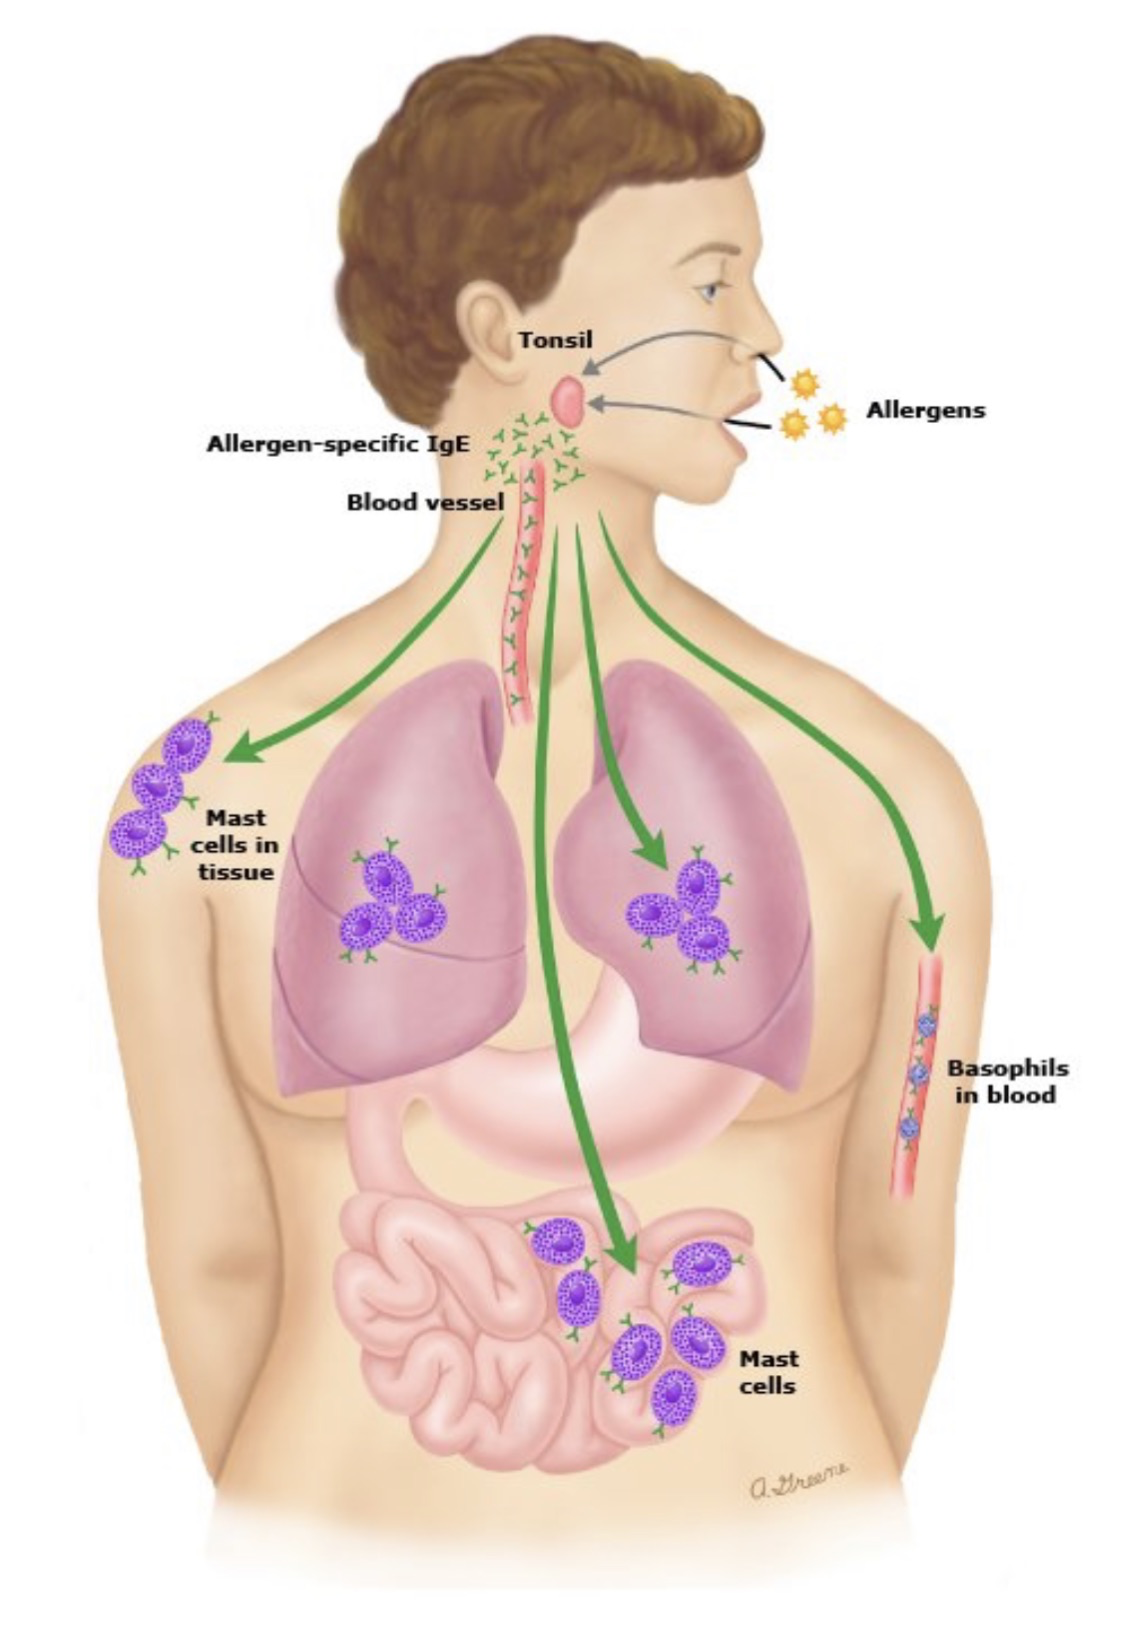 Tonsil
Allergens
Allergen-specific IgE
Blood vessel
Mast
cells in
tissue
Basophils
in blood
Mast
cells
A. Greene